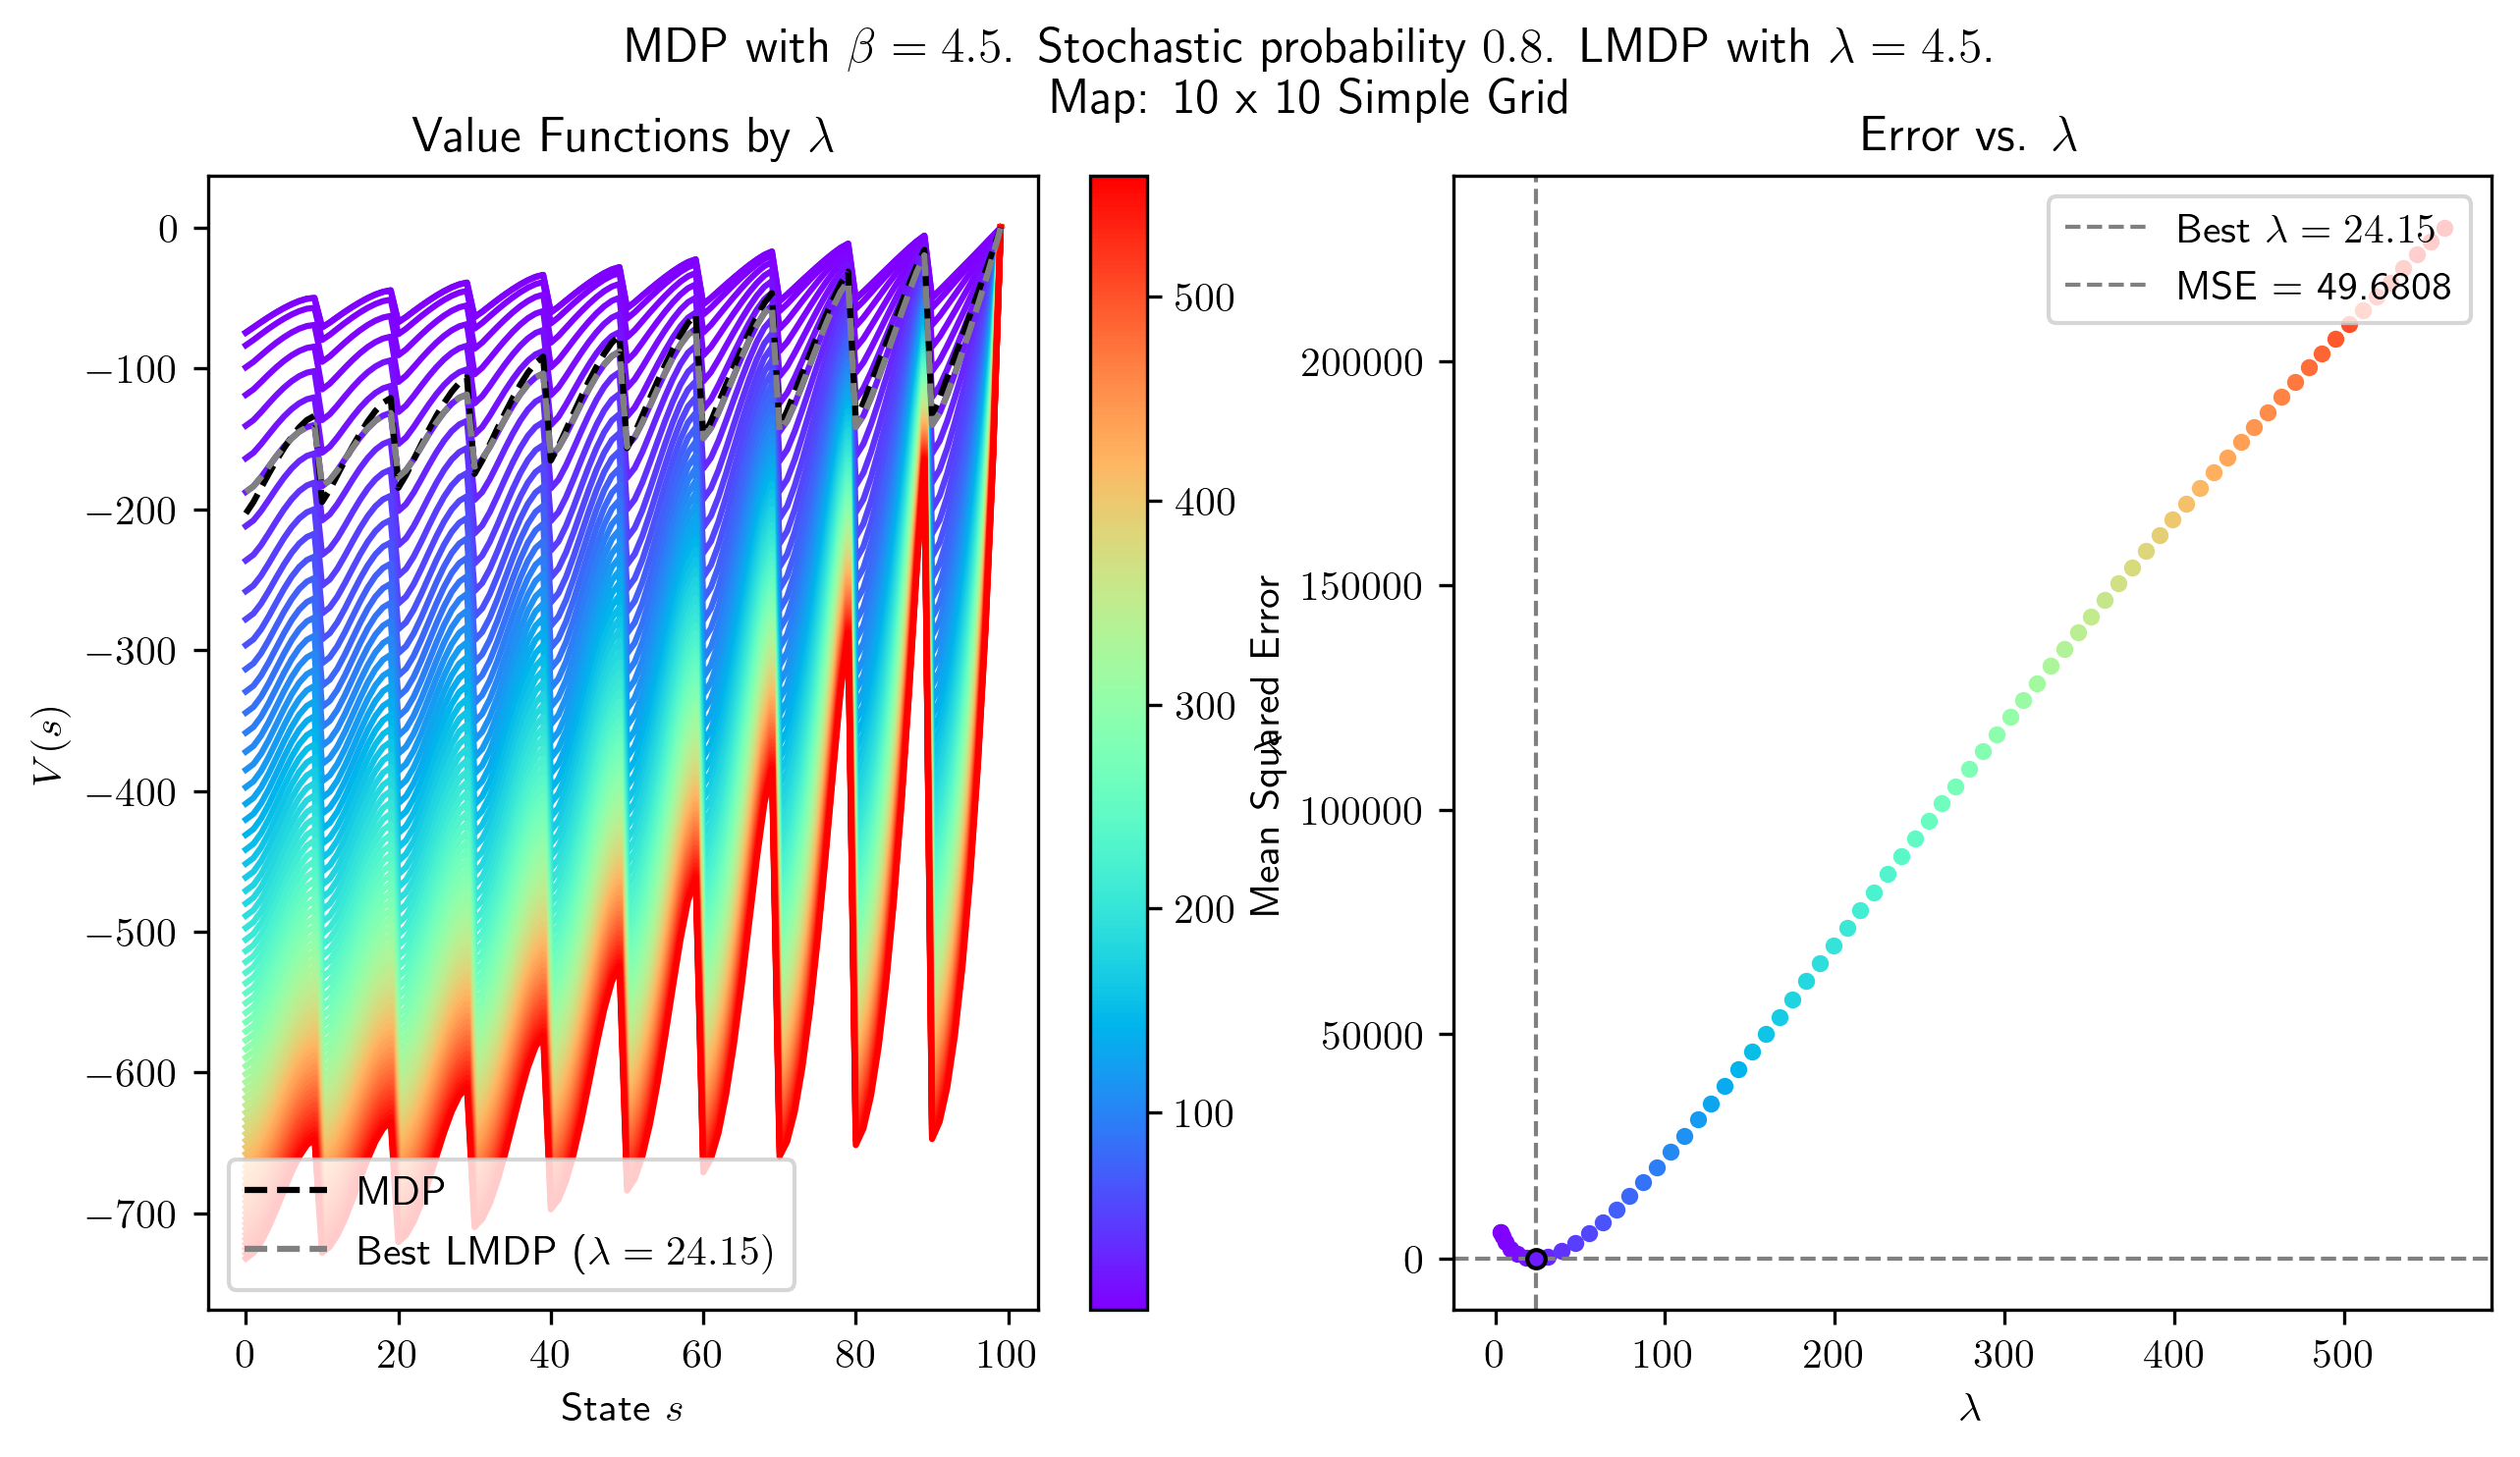 MDP with β = 4.5. Stochastic probability 0.8. LMDP with λ = 4.5.
Map: 10 x 10 Simple Grid
Value Functions by λ
V(s)
0
−100
−200
−300
−400
−500
−600
−700
0 20 40 60 80 100
State s
MDP
Best LMDP (λ = 24.15)
500
400
300
200
100
λ
Error vs. λ
Mean Squared Error
200000
150000
100000
50000
0
0 100 200 300 400 500
λ
Best λ = 24.15
MSE = 49.6808